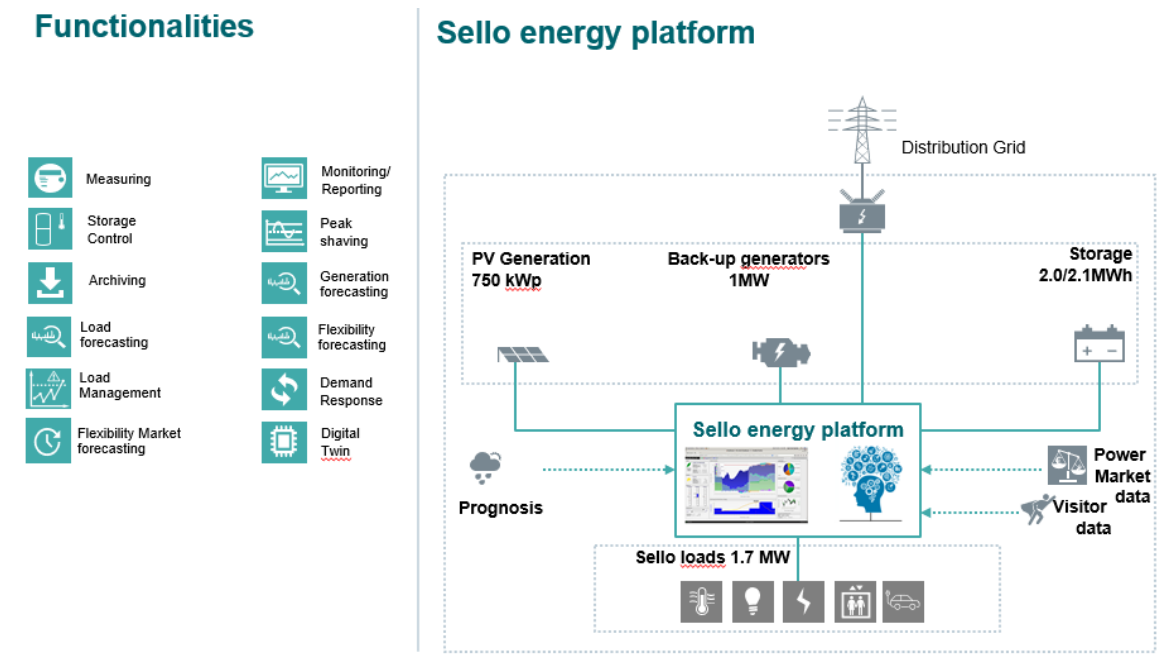 Functionalities
Measuring
Monitoring/
Reporting
Storage
Control
Peak
shaving
Archiving
Generation
forecasting
Load
forecasting
Flexibility
forecasting
Load
Management
Demand
Response
Flexibility Market
forecasting
Digital
Twin
Sello energy platform
Distribution Grid
PV Generation
750 kWp
Back-up generators
1MW
Storage
2.0/2.1MWh
Sello energy platform
Prognosis
Power
Market
data
Visitor
data
Sello loads 1.7 MW